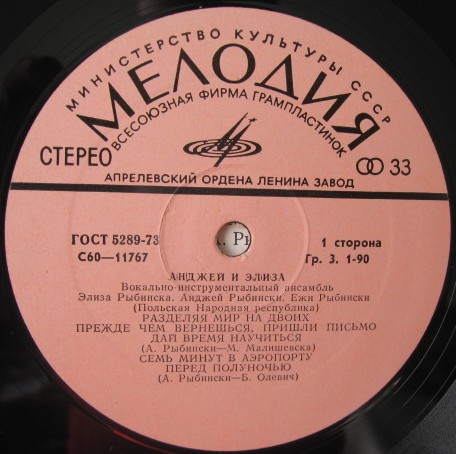 МИНИСТЕРСТВО КУЛЬТУРЫ СССР
МЕЛОДИЯ
ВСЕСОЮЗНАЯ ФИРМА ГРАМПЛАСТИНОК
СТЕРЕО
33
АПРЕЛЕВСКИЙ ОРДЕНА ЛЕНИНА ЗАВОД
ГОСТ 5289-73
С60—11767
1 сторона
Гр. 3. 1-90
АНДЖЕЙ И ЭЛИЗА
Вокально-инструментальный ансамбль
Элиза Рыбинска, Анджей Рыбински, Ежи Рыбински
(Польская Народная республика)
РАЗДЕЛЯЯ МИР НА ДВОИХ
ПРЕЖДЕ ЧЕМ ВЕРНЕШЬСЯ, ПРИШЛИ ПИСЬМО
ДАЙ ВРЕМЯ НАУЧИТЬСЯ
(А. Рыбински—М. Малишевска)
СЕМЬ МИНУТ В АЭРОПОРТУ
ПЕРЕД ПОЛУНОЧЬЮ
(А. Рыбински—Б. Олевич)